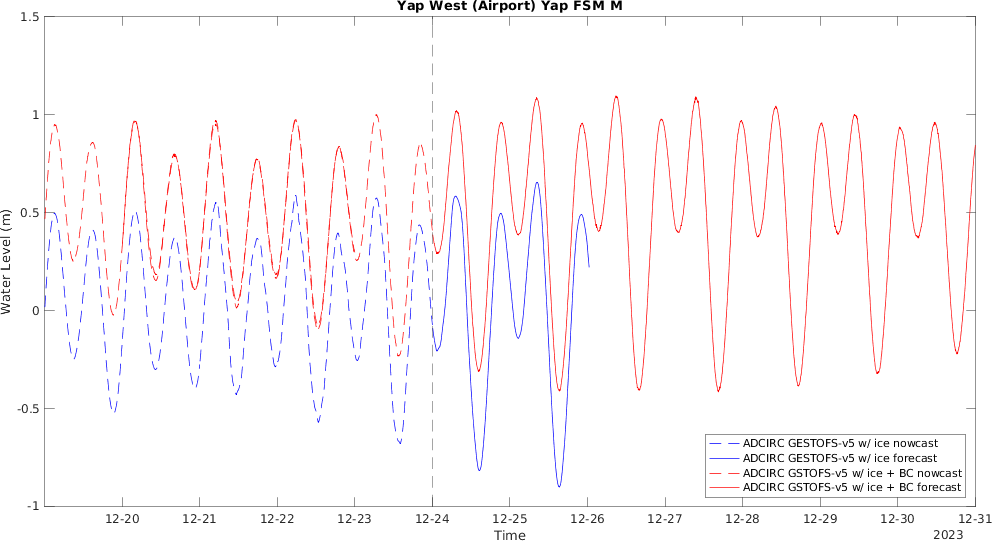 Yap West (Airport) Yap FSM M
1.5
1
0.5
0
-0.5
-1
Water Level (m)
ADCIRC GESTOFS-v5 w/ ice nowcast
ADCIRC GESTOFS-v5 w/ ice forecast
ADCIRC GSTOFS-v5 w/ ice + BC nowcast
ADCIRC GSTOFS-v5 w/ ice + BC forecast
12-20 12-21 12-22 12-23 12-24 12-25 12-26 12-27 12-28 12-29 12-30 12-31
Time
2023